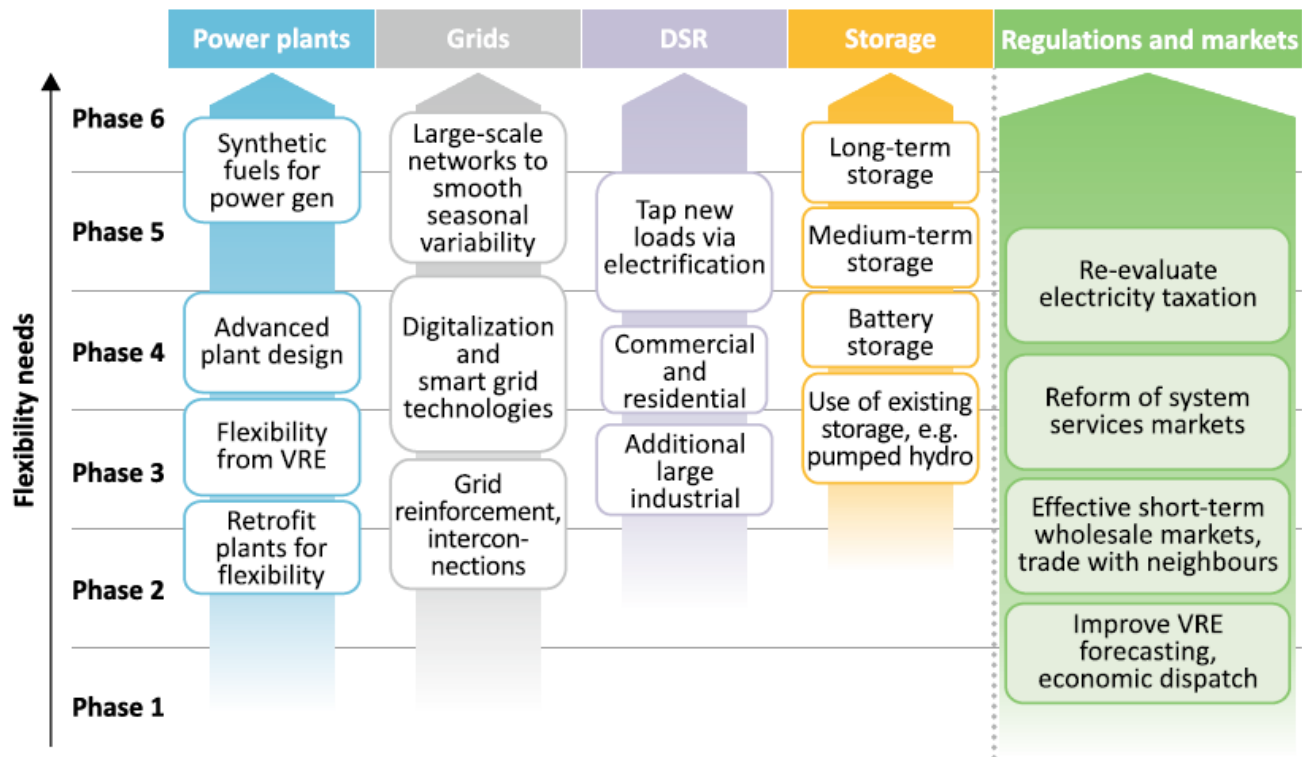 Power plants
Grids
DSR
Storage
Regulations and markets
Flexibility needs
Phase 6
Phase 5
Phase 4
Phase 3
Phase 2
Phase 1
Synthetic
fuels for
power gen
Advanced
plant design
Flexibility
from VRE
Retrofit
plants for
flexibility
Large-scale
networks to
smooth
seasonal
variability
Digitalization
and
smart grid
technologies
Grid
reinforcement,
intercon-
nections
Tap new
loads via
electrification
Commercial
and
residential
Additional
large
industrial
Long-term
storage
Medium-term
storage
Battery
storage
Use of existing
storage, e.g.
pumped hydro
Re-evaluate
electricity taxation
Reform of system
services markets
Effective short-term
wholesale markets,
trade with neighbours
Improve VRE
forecasting,
economic dispatch